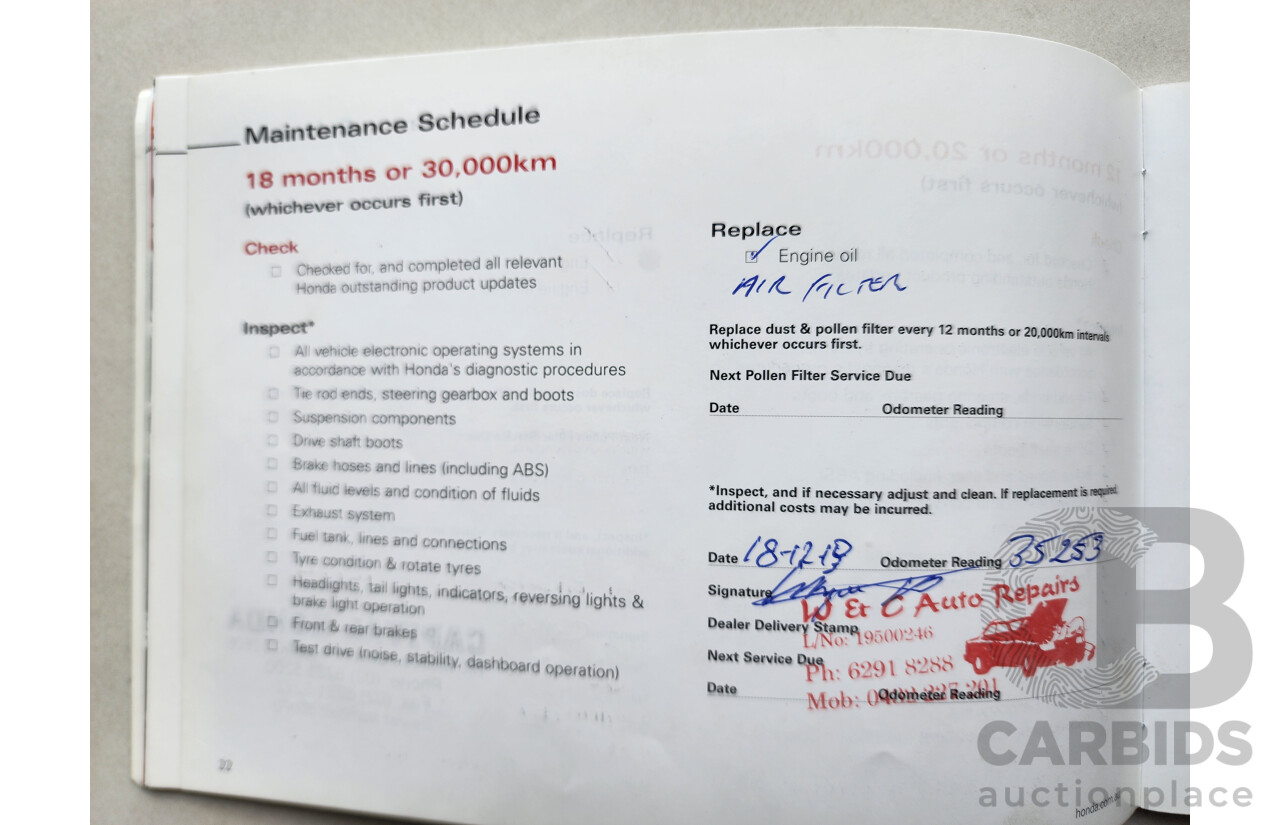 Maintenance Schedule
18 months or 30,000km
(whichever occurs first)
Check
Checked for, and completed all relevant
Honda outstanding product updates
Inspect*
All vehicle electronic operating systems in
accordance with Honda's diagnostic procedures
Tie rod ends, steering gearbox and boots
Suspension components
Drive shaft boots
Brake hoses and lines (including ABS)
All fluid levels and condition of fluids
Exhaust system
Fuel tank, lines and connections
Tyre condition & rotate tyres
Headlights, tail lights, indicators, reversing lights &
brake light operation
Front & rear brakes
Test drive (noise, stability, dashboard operation)
Replace
Engine oil
AIR FILTER
Replace dust & pollen filter every 12 months or 20,000km intervals
whichever occurs first.
Next Pollen Filter Service Due
Date Odometer Reading
*Inspect, and if necessary adjust and clean. If replacement is required,
additional costs may be incurred.
Date Odometer Reading 35253
Signature
W & C Auto Repairs
Dealer Delivery Stamp
L/No: 19500246
Next Service Due
Ph: 6291 8288
Date Odometer Reading
Mob:
honda.com.au
CARBIDS
auctionplace